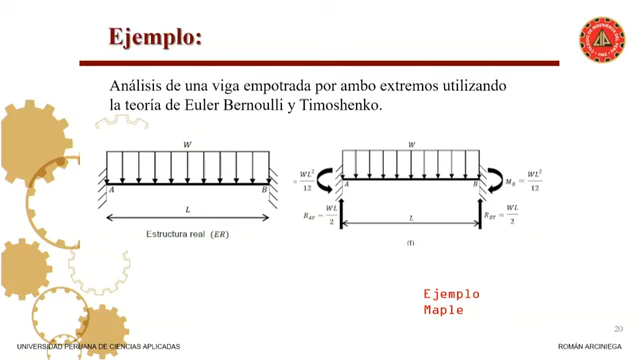 Ejemplo:
Análisis de una viga empotrada por ambo extremos utilizando
la teoría de Euler Bernoulli y Timoshenko.
W
A
B
L
Estructura real (ER)
W
= WL²/12
M_B = WL²/12
A
B
R_AY = WL/2
L
R_BY = WL/2
(f)
Ejemplo
Maple
20
UNIVERSIDAD PERUANA DE CIENCIAS APLICADAS
ROMÁN ARCINIEGA